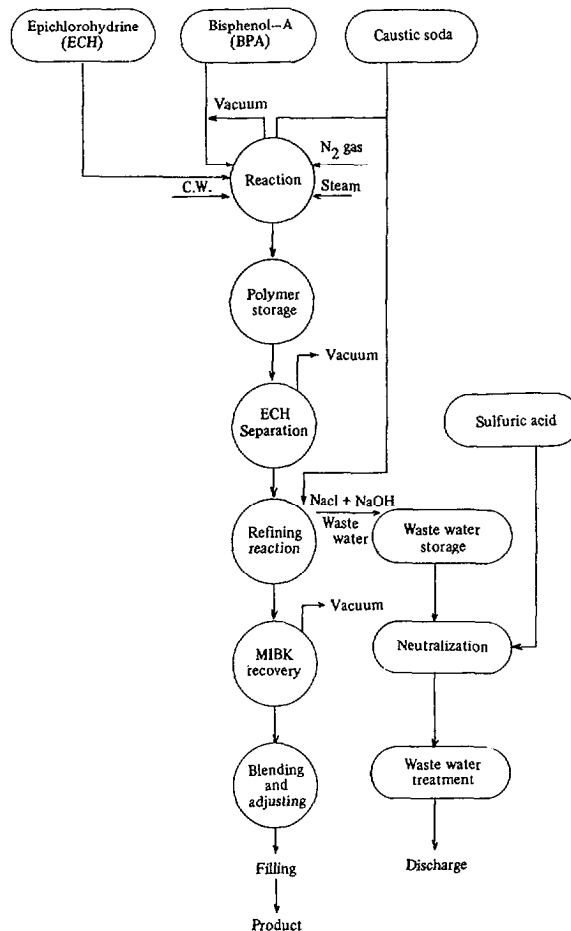 Epichlorohydrine
(ECH)
Bisphenol-A
(BPA)
Caustic soda
Vacuum
N2 gas
Reaction
C.W.
Steam
Polymer
storage
Vacuum
ECH
Separation
Sulfuric acid
Nacl + NaOH
Waste
water
Refining
reaction
Waste water
storage
Vacuum
MIBK
recovery
Neutralization
Blending
and
adjusting
Waste water
treatment
Filling
Discharge
Product